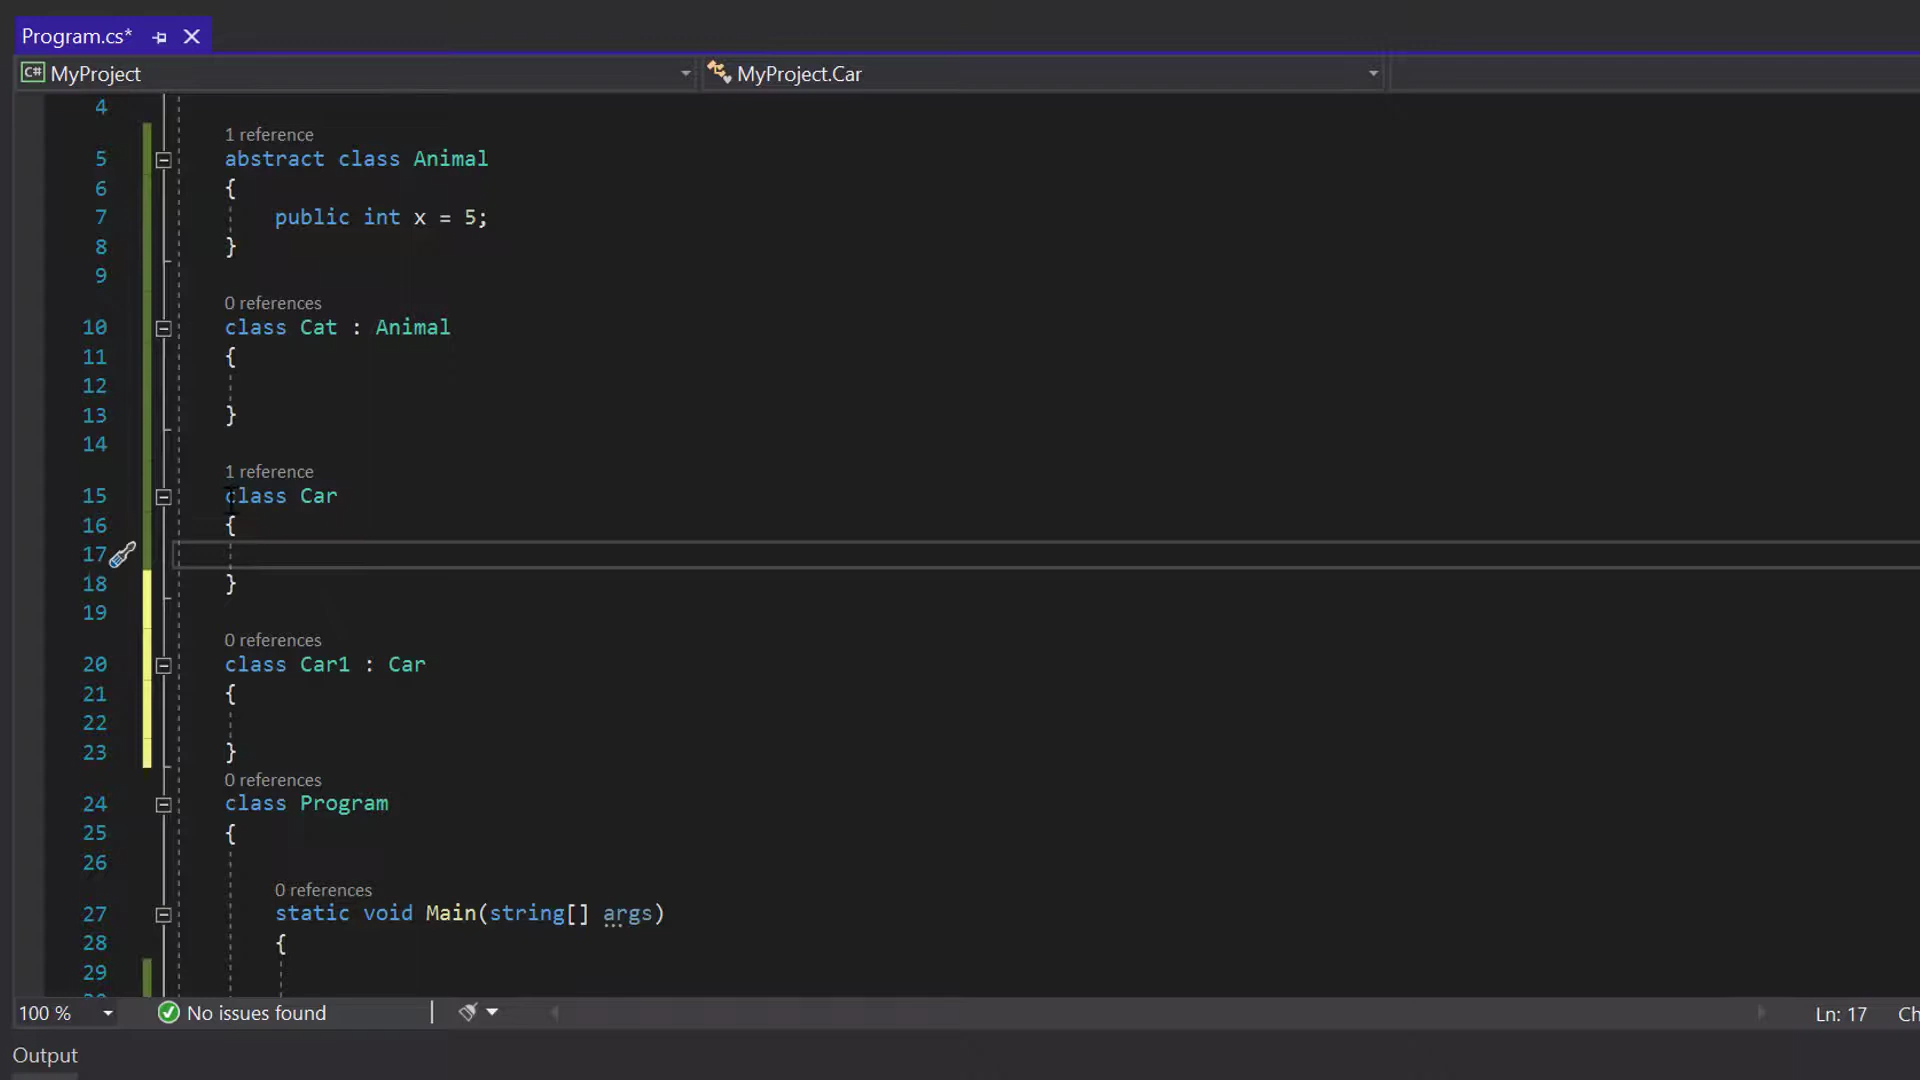 Program.cs*
C# MyProject
MyProject.Car
4
1 reference
5 abstract class Animal
6 {
7 public int x = 5;
8 }
9
0 references
10 class Cat : Animal
11 {
12
13 }
14
1 reference
15 class Car
16 {
17
18 }
19
0 references
20 class Car1 : Car
21 {
22
23 }
0 references
24 class Program
25 {
26
0 references
27 static void Main(string[] args)
28 {
29
100 % No issues found Ln: 17 Ch
Output